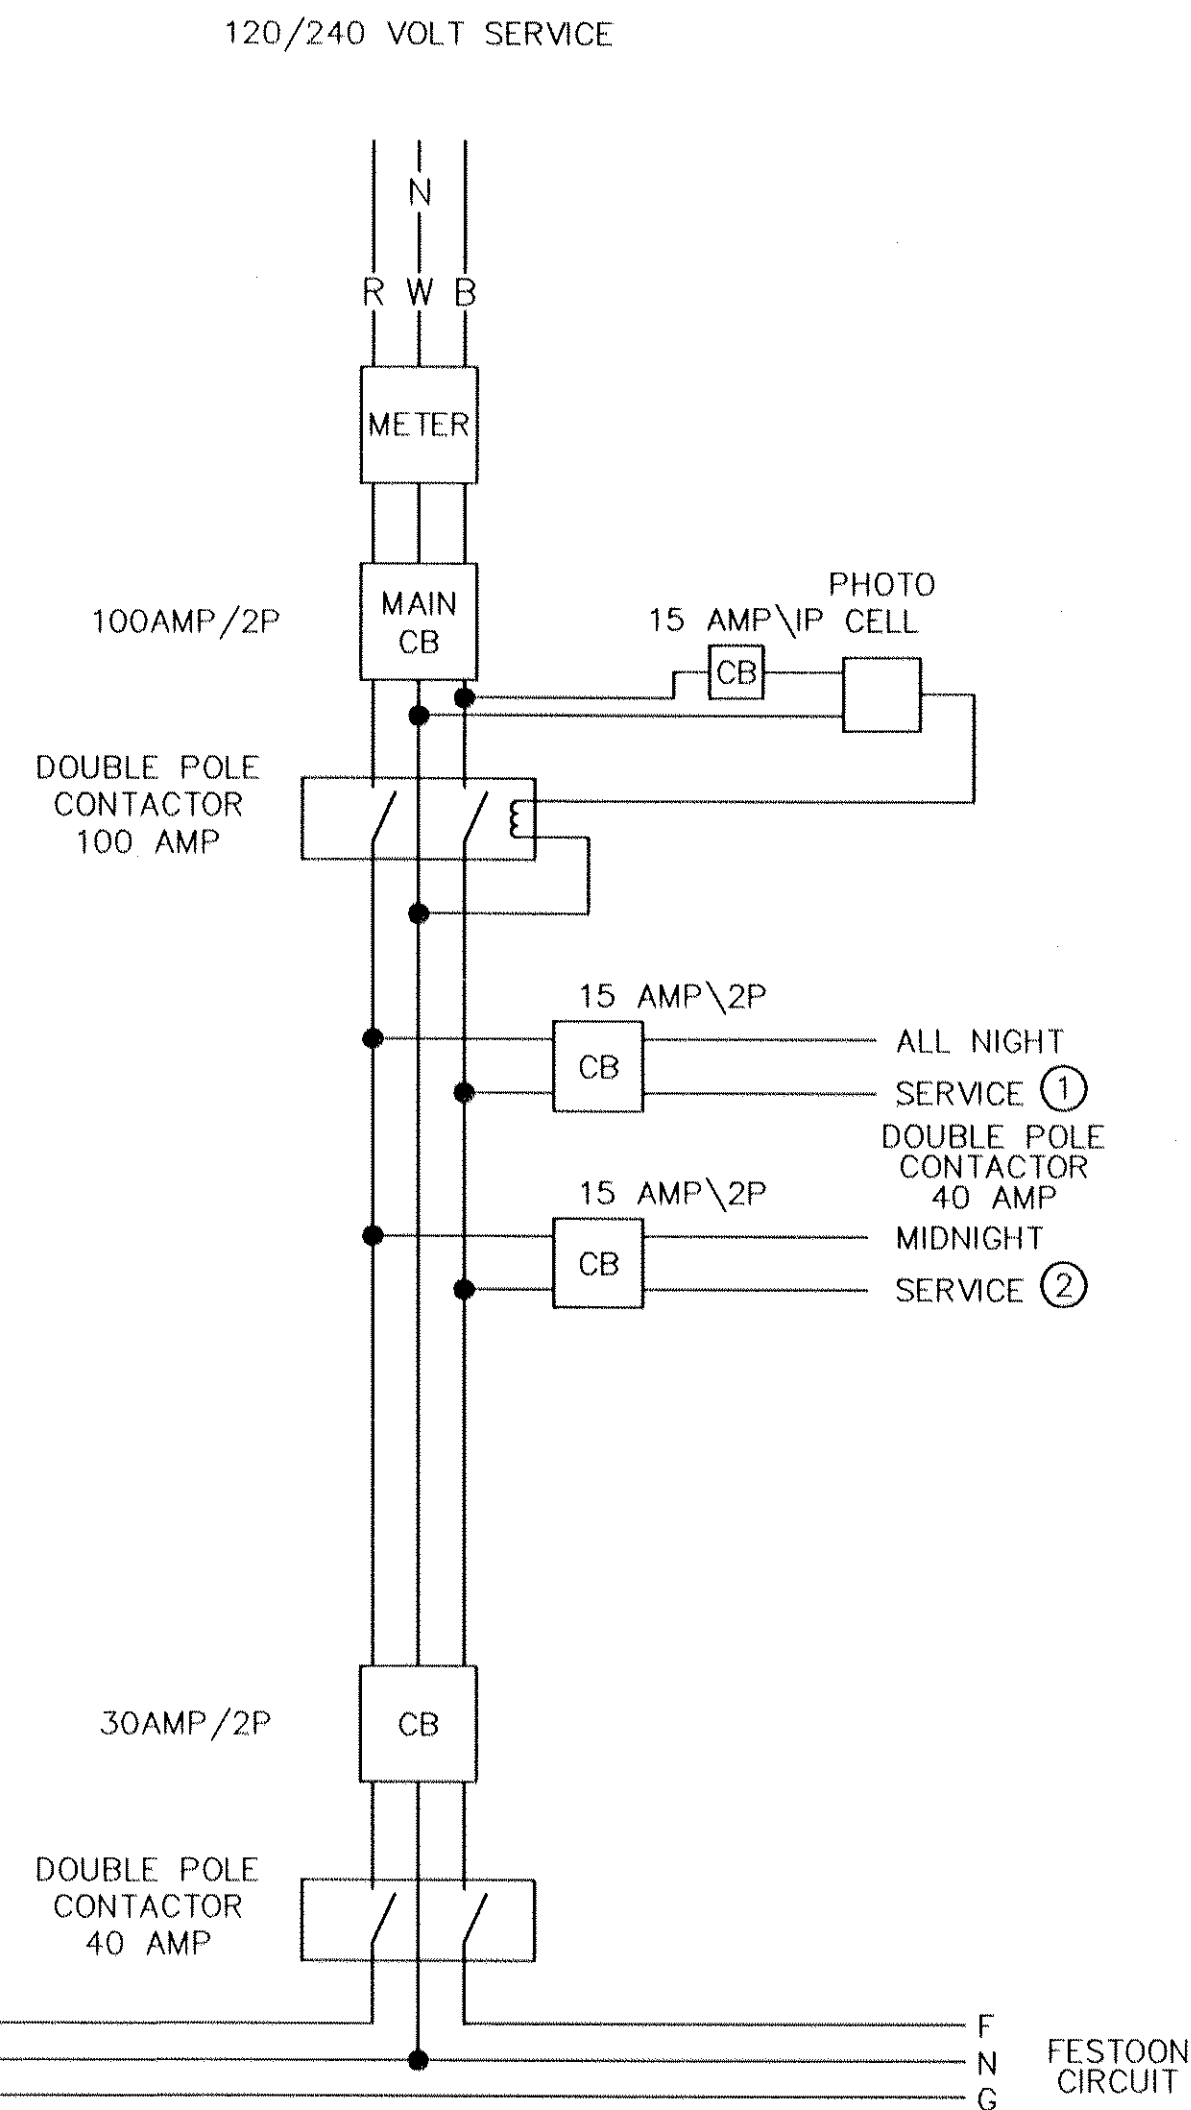 120/240 VOLT SERVICE
N
R W B
METER
100AMP/2P
MAIN
CB
15 AMP\IP
PHOTO
CELL
CB
DOUBLE POLE
CONTACTOR
100 AMP
15 AMP\2P
CB
ALL NIGHT
SERVICE 1
DOUBLE POLE
CONTACTOR
40 AMP
15 AMP\2P
CB
MIDNIGHT
SERVICE 2
30AMP/2P
CB
DOUBLE POLE
CONTACTOR
40 AMP
F
N
G
FESTOON
CIRCUIT